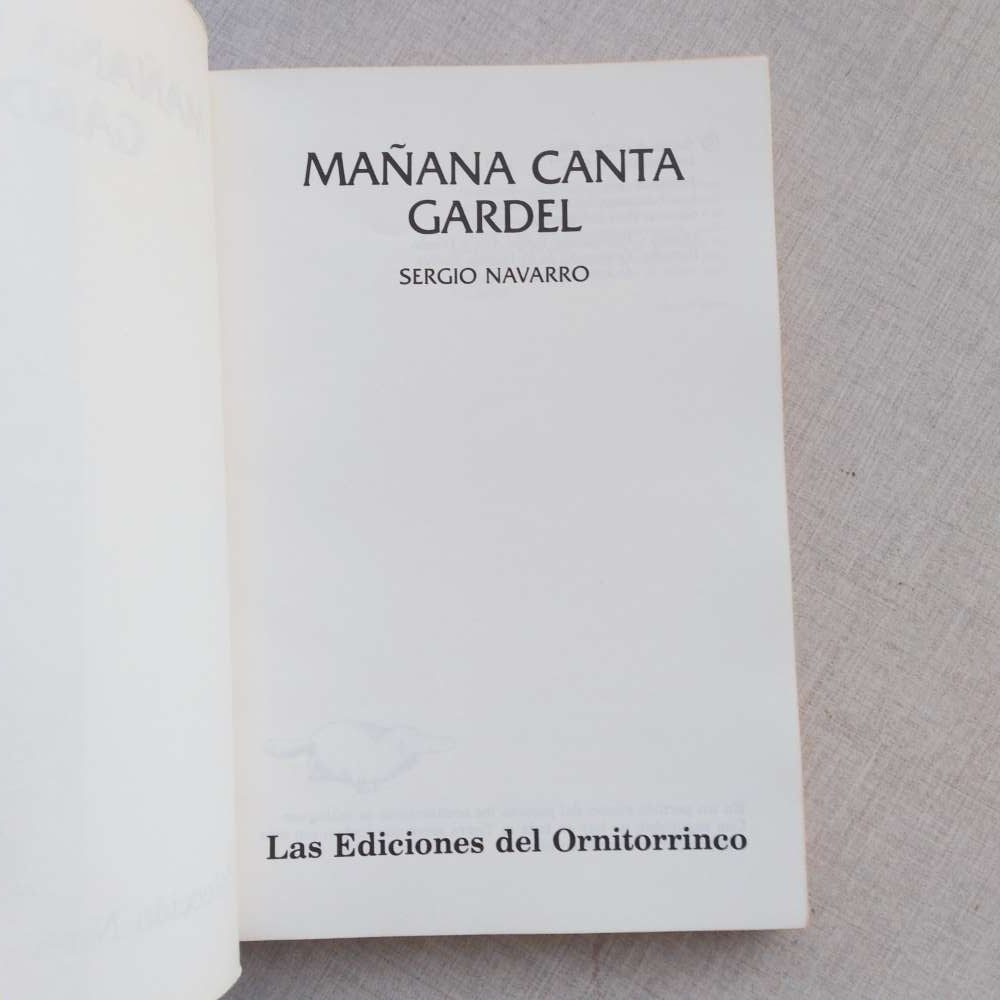 MAÑANA CANTA
GARDEL
SERGIO NAVARRO
Las Ediciones del Ornitorrinco